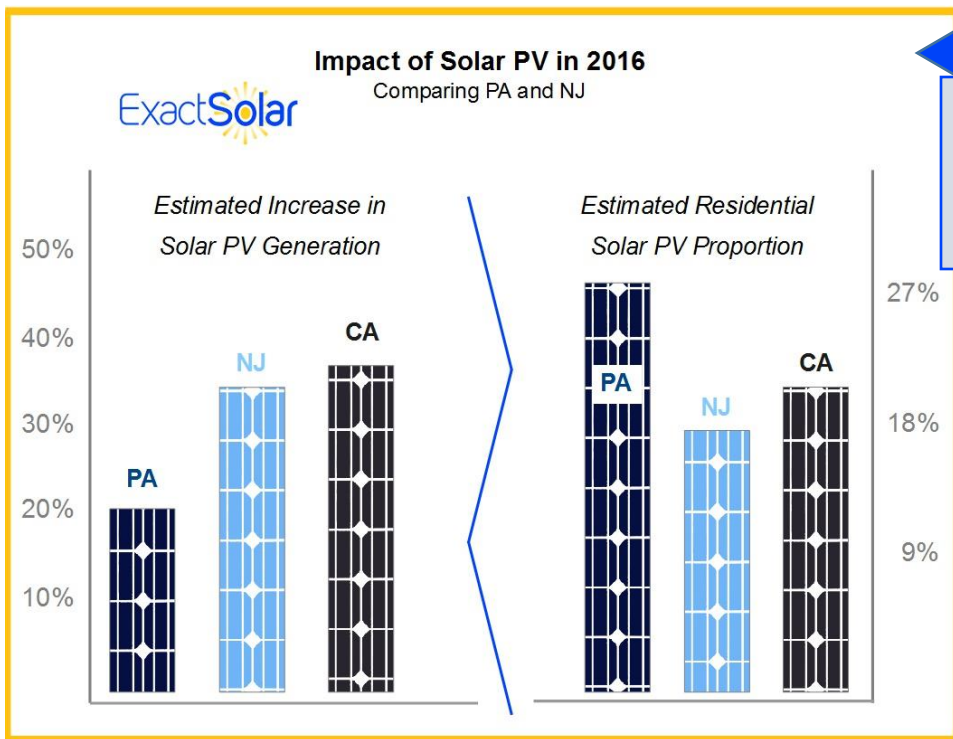 Impact of Solar PV in 2016
Comparing PA and NJ
ExactSolar
Estimated Increase in
Solar PV Generation
50%
40%
30%
20%
10%
PA
NJ
CA
Estimated Residential
Solar PV Proportion
PA
NJ
CA
27%
18%
9%